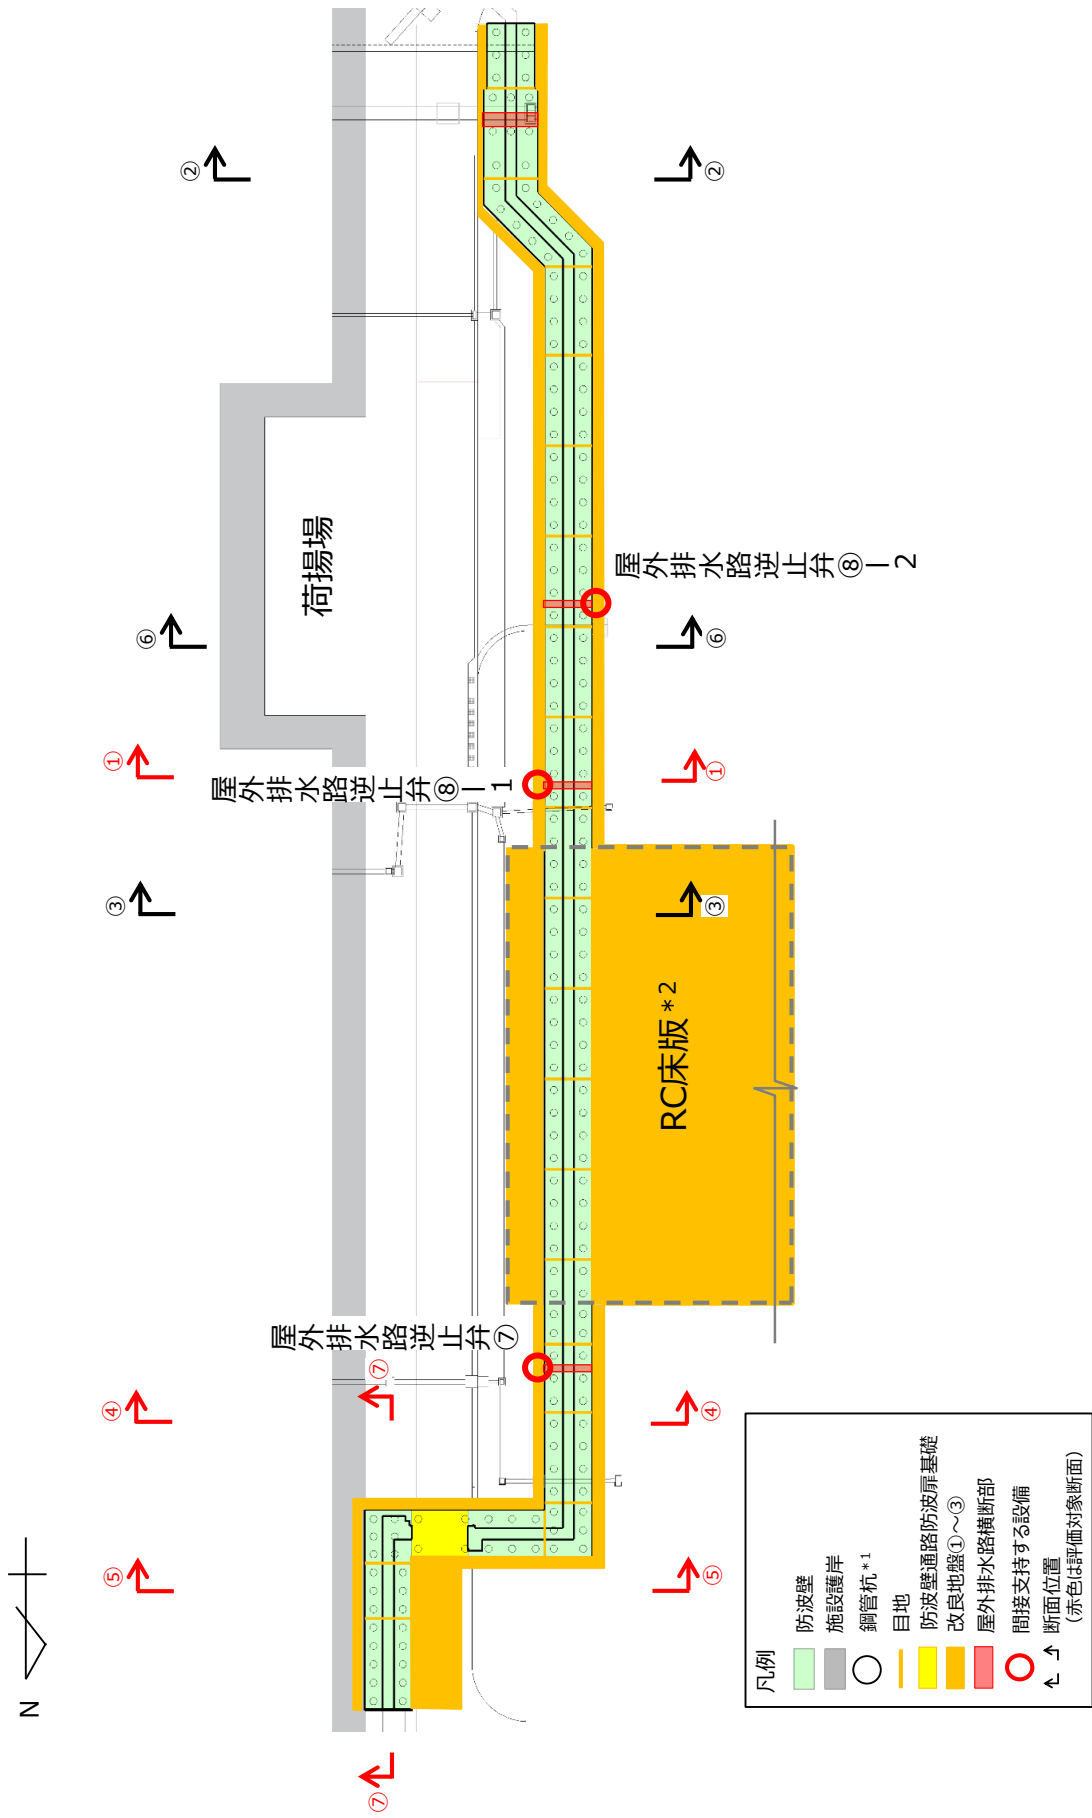 ②
②
荷揚場
⑥
⑥
屋外排水路逆止弁⑧ー2
①
①
屋外排水路逆止弁⑧ー1
③
③
RC床版*2
屋外排水路逆止弁⑦
⑦
④
④
⑤
⑤
⑦
N
凡例
防波壁
施設護岸
鋼管杭*1
目地
防波壁通路防波扉基礎
改良地盤①～③
屋外排水路横断部
間接支持する設備
断面位置
(赤色は評価対象断面)